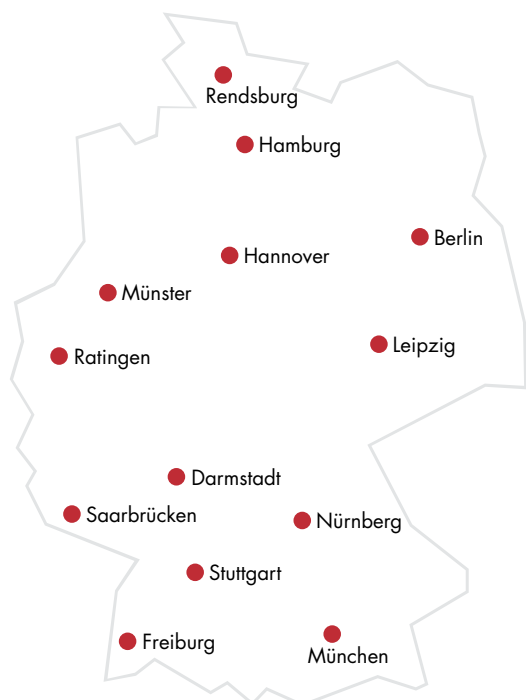 Rendsburg
Hamburg
Berlin
Hannover
Münster
Leipzig
Ratingen
Darmstadt
Saarbrücken
Nürnberg
Stuttgart
Freiburg
München